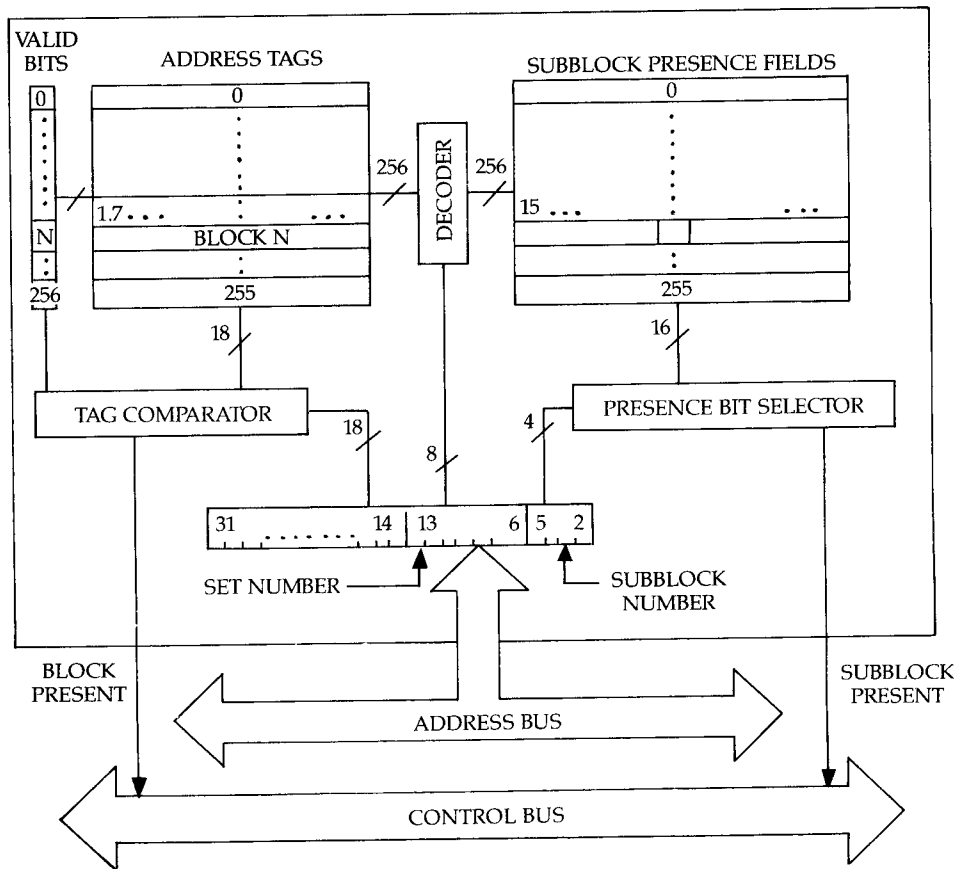 VALID
BITS
ADDRESS TAGS
SUBBLOCK PRESENCE FIELDS
0
0
0
256
DECODER
256
1.7
15
N
BLOCK N
256
255
255
18
16
TAG COMPARATOR
PRESENCE BIT SELECTOR
18
8
4
31 14 13 6 5 2
SET NUMBER
SUBBLOCK
NUMBER
BLOCK
PRESENT
SUBBLOCK
PRESENT
ADDRESS BUS
CONTROL BUS